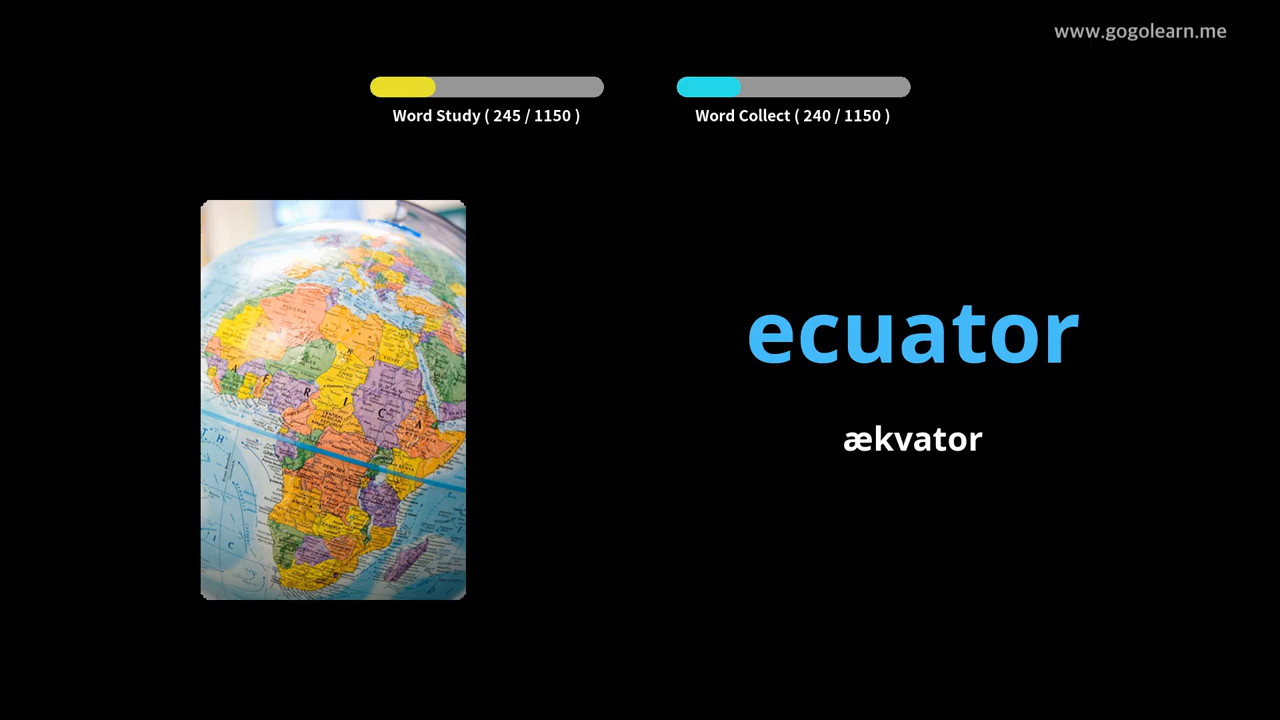 www.gogolearn.me
Word Study ( 245 / 1150 )
Word Collect ( 240 / 1150 )
ecuator
ækvator
A F R I C A